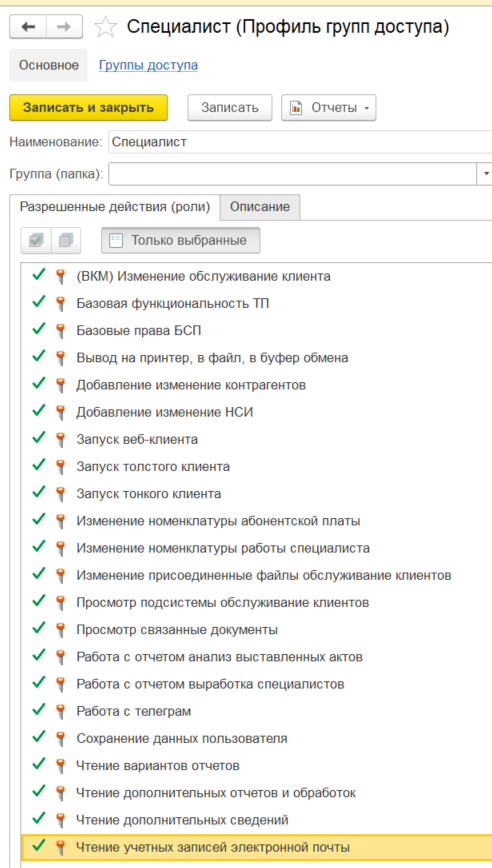 Специалист (Профиль групп доступа)
Основное Группы доступа
Записать и закрыть Записать Отчеты
Наименование: Специалист
Группа (папка):
Разрешенные действия (роли) Описание
Только выбранные
(ВКМ) Изменение обслуживание клиента
Базовая функциональность ТП
Базовые права БСП
Вывод на принтер, в файл, в буфер обмена
Добавление изменение контрагентов
Добавление изменение НСИ
Запуск веб-клиента
Запуск толстого клиента
Запуск тонкого клиента
Изменение номенклатуры абонентской платы
Изменение номенклатуры работы специалиста
Изменение присоединенные файлы обслуживание клиентов
Просмотр подсистемы обслуживание клиентов
Просмотр связанные документы
Работа с отчетом анализ выставленных актов
Работа с отчетом выработка специалистов
Работа с телеграм
Сохранение данных пользователя
Чтение вариантов отчетов
Чтение дополнительных отчетов и обработок
Чтение дополнительных сведений
Чтение учетных записей электронной почты